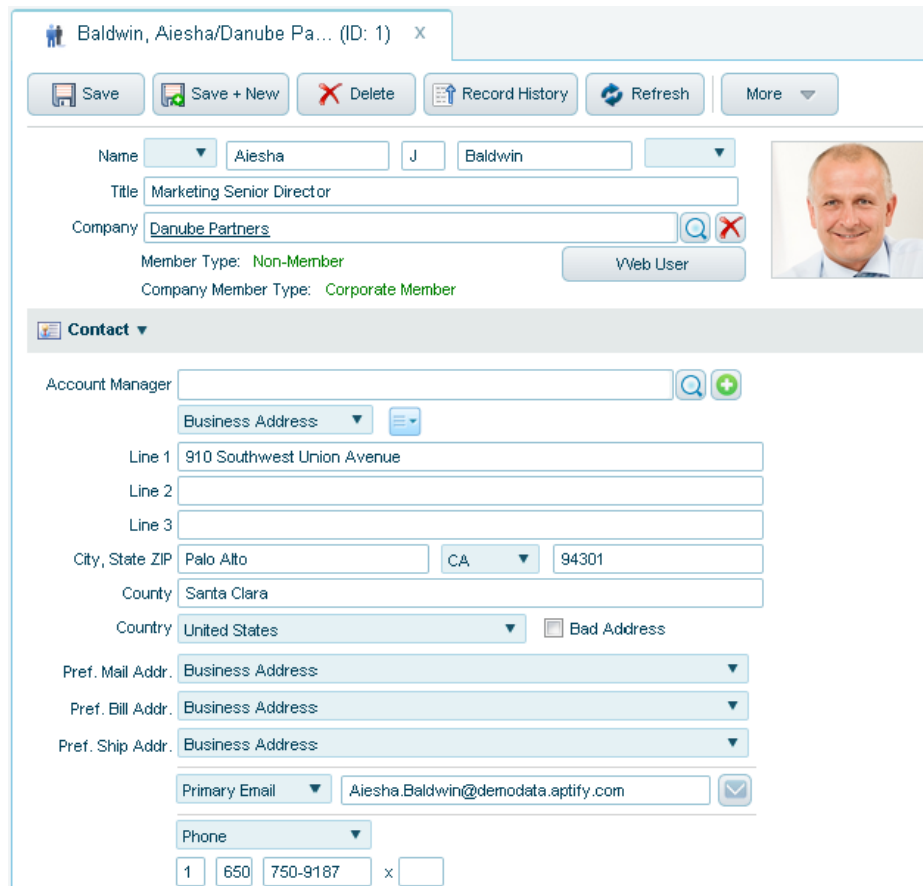 Baldwin, Aiesha/Danube Pa... (ID: 1) X
Save Save + New Delete Record History Refresh More
Name Aiesha J Baldwin
Title Marketing Senior Director
Company Danube Partners
Member Type: Non-Member Web User
Company Member Type: Corporate Member
Contact
Account Manager
Business Address
Line 1 910 Southwest Union Avenue
Line 2
Line 3
City, State ZIP Palo Alto CA 94301
County Santa Clara
Country United States Bad Address
Pref. Mail Addr. Business Address
Pref. Bill Addr. Business Address
Pref. Ship Addr. Business Address
Primary Email Aiesha.Baldwin@demodata.aptify.com
Phone
1 650 750-9187 x